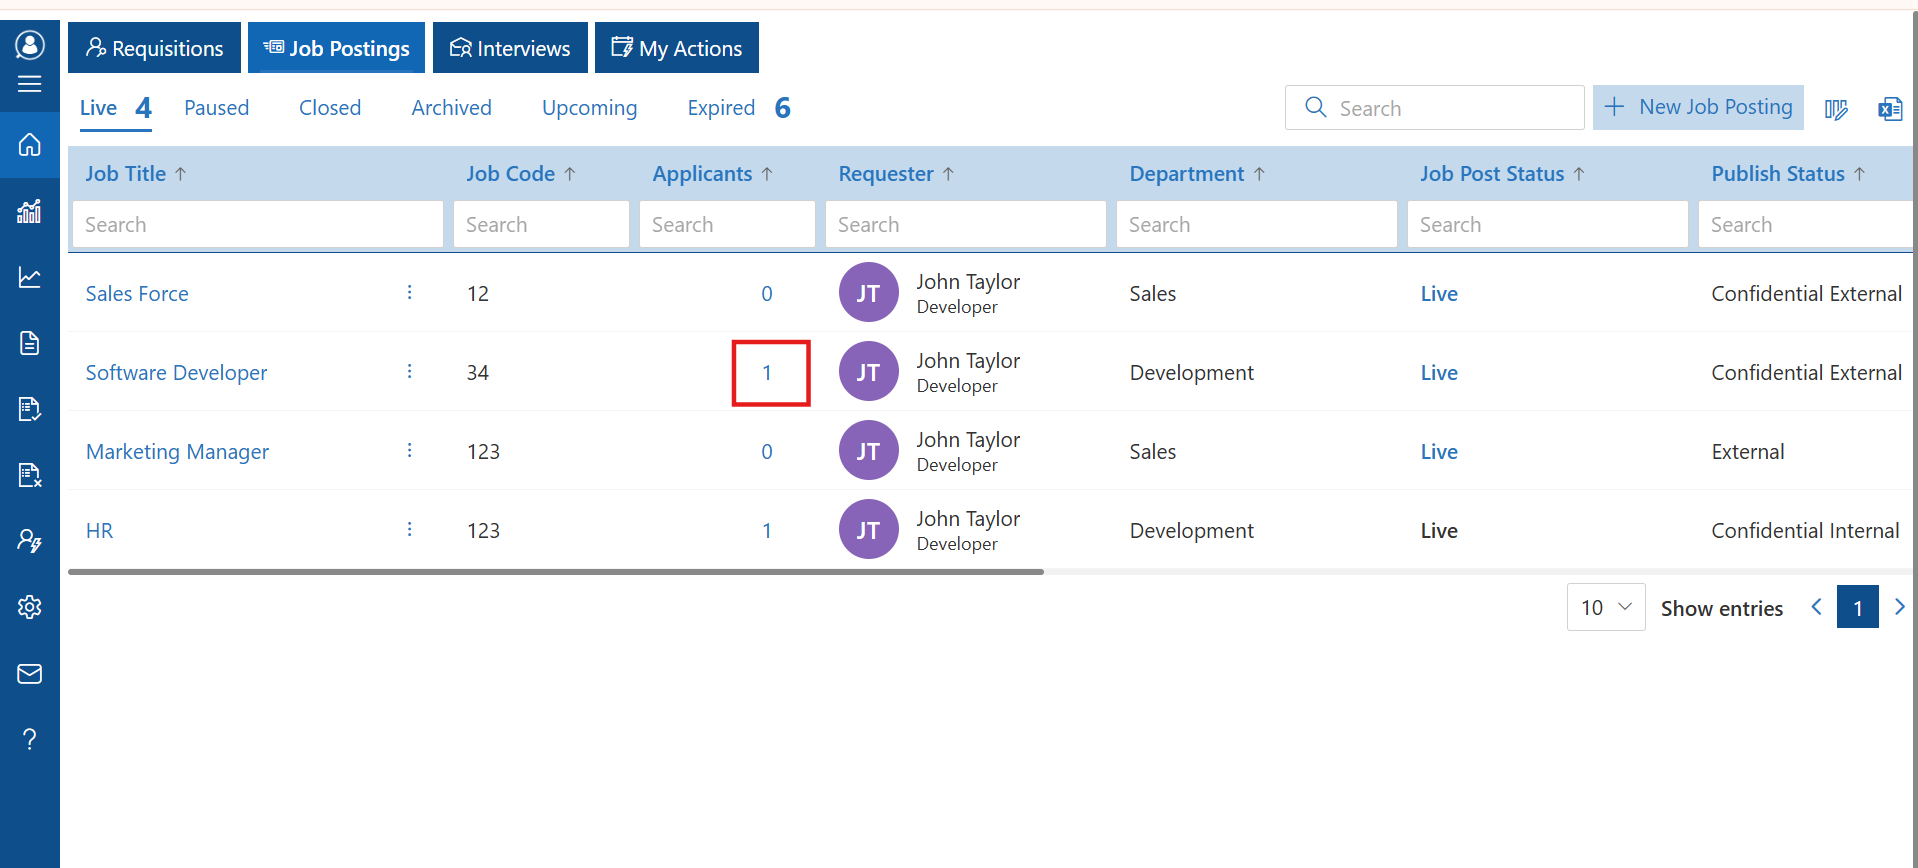 Requisitions Job Postings Interviews My Actions
Live 4 Paused Closed Archived Upcoming Expired 6 Search + New Job Posting
Job Title ↑ Job Code ↑ Applicants ↑ Requester ↑ Department ↑ Job Post Status ↑ Publish Status ↑
Search Search Search Search Search Search Search
Sales Force 12 0 JT John Taylor Sales Live Confidential External
Developer
Software Developer 34 1 JT John Taylor Development Live Confidential External
Developer
Marketing Manager 123 0 JT John Taylor Sales Live External
Developer
HR 123 1 JT John Taylor Development Live Confidential Internal
Developer
10 Show entries 1